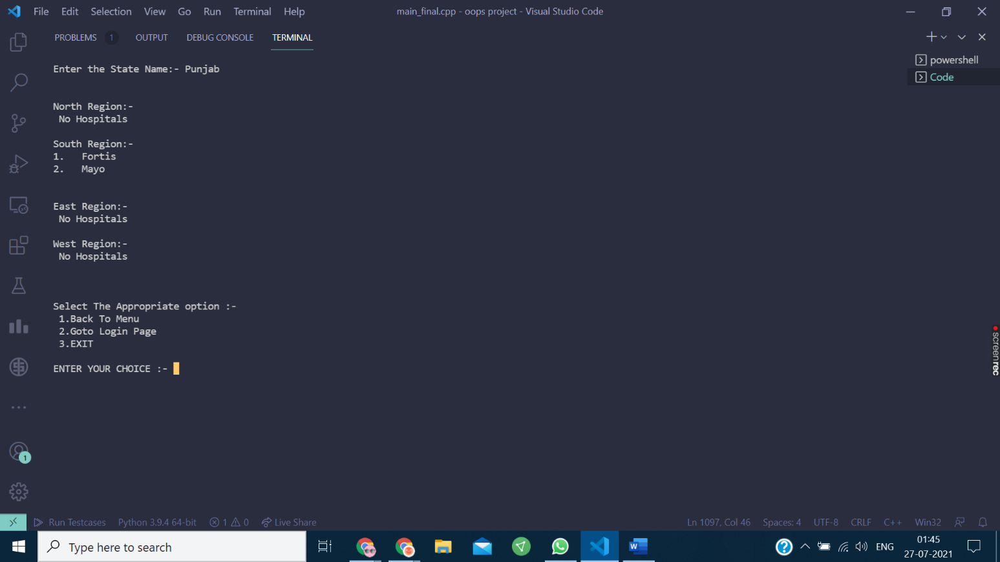 File Edit Selection View Go Run Terminal Help main_final.cpp - oops project - Visual Studio Code
PROBLEMS 1 OUTPUT DEBUG CONSOLE TERMINAL
powershell
Code
Enter the State Name:- Punjab
North Region:-
No Hospitals
South Region:-
1. Fortis
2. Mayo
East Region:-
No Hospitals
West Region:-
No Hospitals
Select The Appropriate option :-
1.Back To Menu
2.Goto Login Page
3.EXIT
ENTER YOUR CHOICE :-
screenrec
1
Run Testcases Python 3.9.4 64-bit 1 0 Live Share Ln 1097, Col 46 Spaces: 4 UTF-8 CRLF C++ Win32
Type here to search
W
?
ENG
01:45
27-07-2021